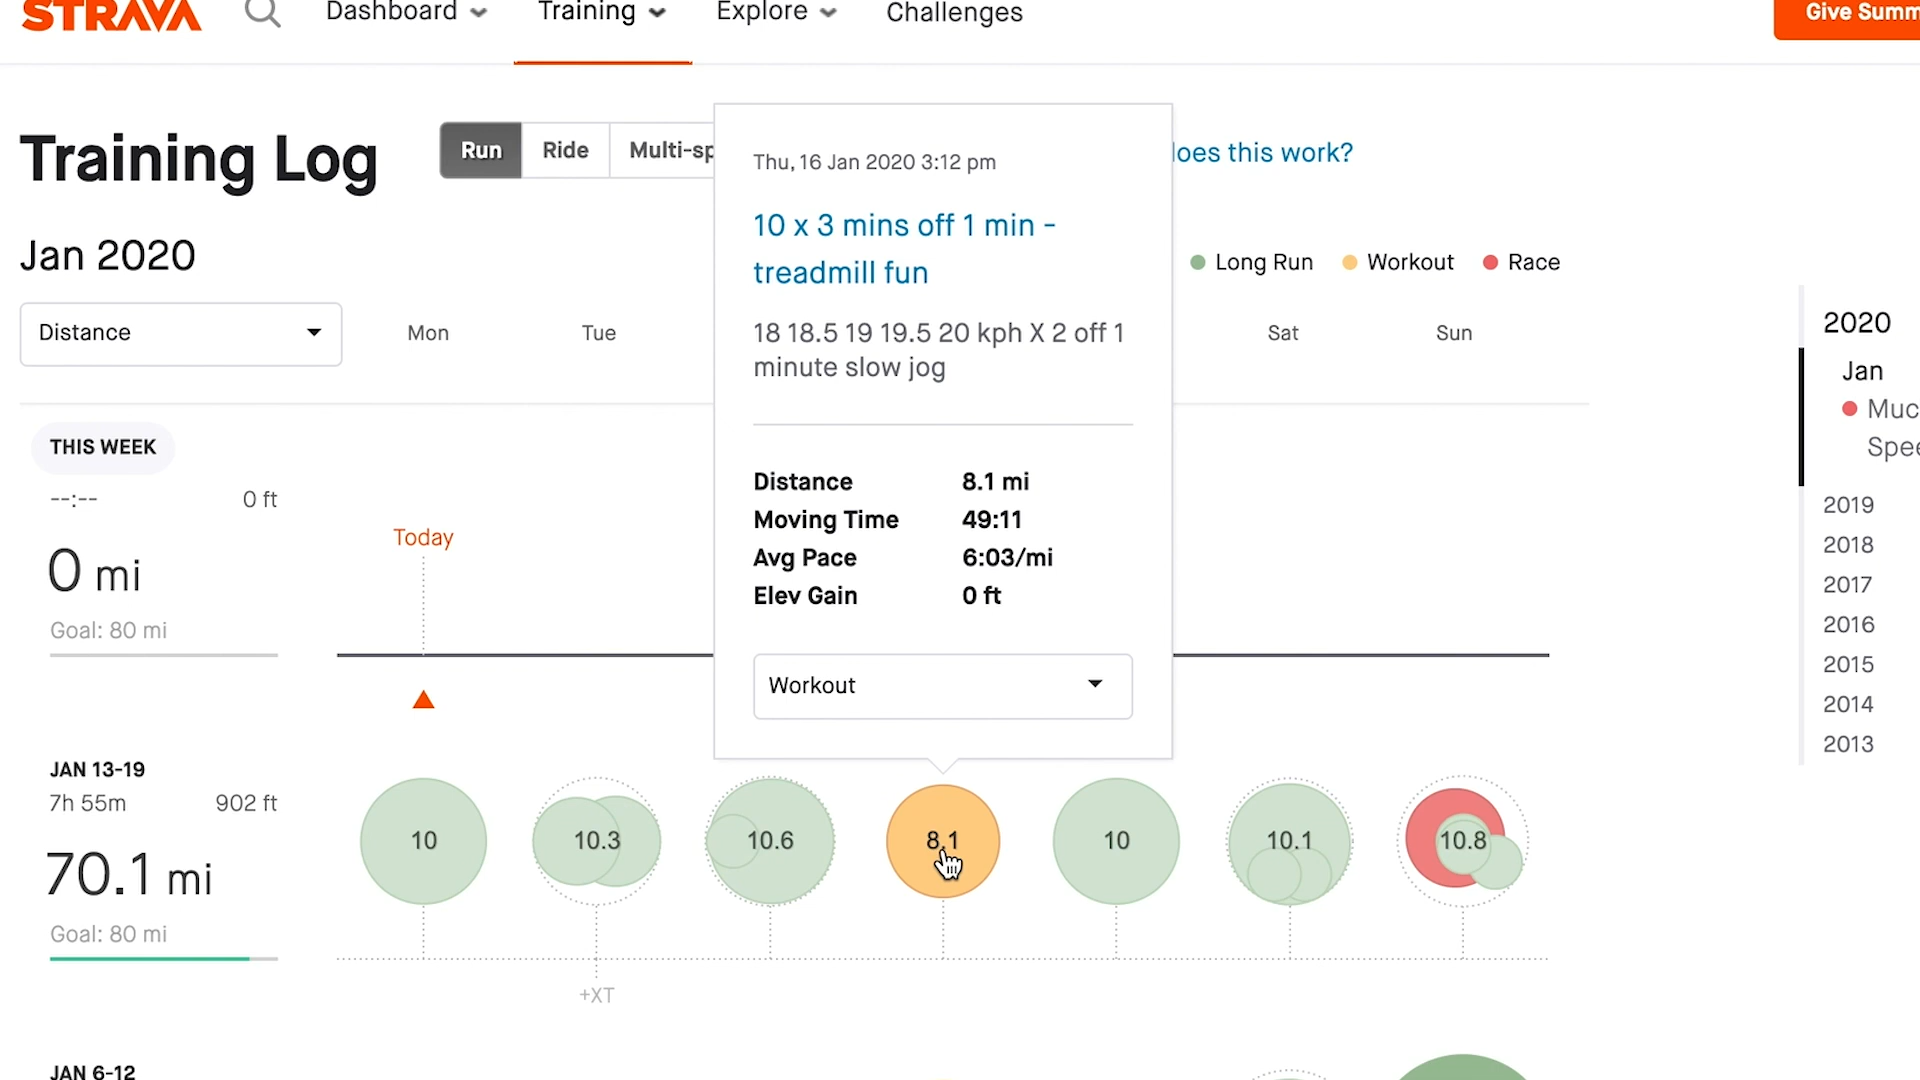 STRAVA Dashboard Training Explore Challenges Give Summ
Training Log Run Ride Multi-sp does this work?
Thu, 16 Jan 2020 3:12 pm
10 x 3 mins off 1 min -
treadmill fun
18 18.5 19 19.5 20 kph X 2 off 1
minute slow jog
Distance 8.1 mi
Moving Time 49:11
Avg Pace 6:03/mi
Elev Gain 0 ft
Workout
Jan 2020
Long Run Workout Race
Distance Mon Tue Sat Sun
THIS WEEK
--:-- 0 ft
0 mi
Goal: 80 mi
Today
JAN 13-19
7h 55m 902 ft
70.1 mi
Goal: 80 mi
10 10.3 10.6 8.1 10 10.1 10.8
+XT
JAN 6-12
2020
Jan
Muc
Spee
2019
2018
2017
2016
2015
2014
2013